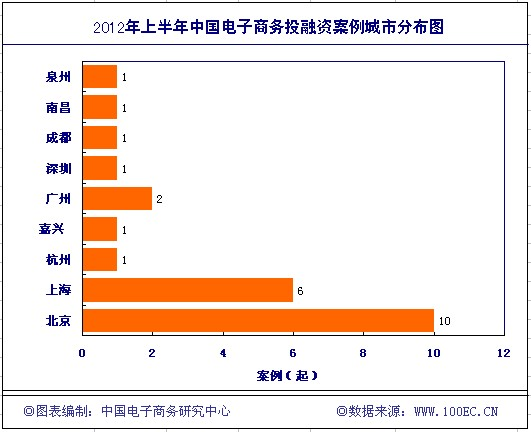 2012年上半年中国电子商务投融资案例城市分布图
泉州 1
南昌 1
成都 1
深圳 1
广州 2
嘉兴 1
杭州 1
上海 6
北京 10
0 2 4 6 8 10 12
案例（起）
◎图表编制：中国电子商务研究中心 ◎数据来源：WWW.100EC.CN